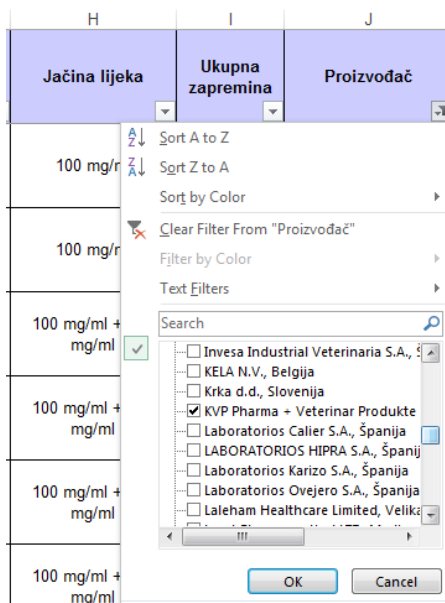 H I J
Jačina lijeka
Ukupna
zapremina
Proizvođač
100 mg/
Sort A to Z
Sort Z to A
Sort by Color
100 mg/
Clear Filter From "Proizvođač"
Filter by Color
Text Filters
Search
100 mg/ml +
mg/ml
Invesa Industrial Veterinaria S.A.,
KELA N.V., Belgija
Krka d.d., Slovenija
100 mg/ml +
mg/ml
KVP Pharma + Veterinar Produkte
Laboratorios Calier S.A., Španija
LABORATORIOS HIPRA S.A., Španij
Laboratorios Karizo S.A., Španija
100 mg/ml +
mg/ml
Laboratorios Ovejero S.A., Španija
Laleham Healthcare Limited, Velika
100 mg/ml +
mg/ml
OK Cancel